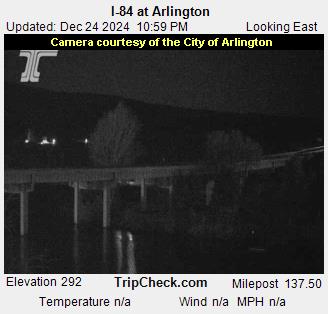 I-84 at Arlington
Updated: Dec 24 2024 10:59 PM Looking East
Camera courtesy of the City of Arlington
Elevation 292 TripCheck.com Milepost 137.50
Temperature n/a Wind n/a MPH n/a